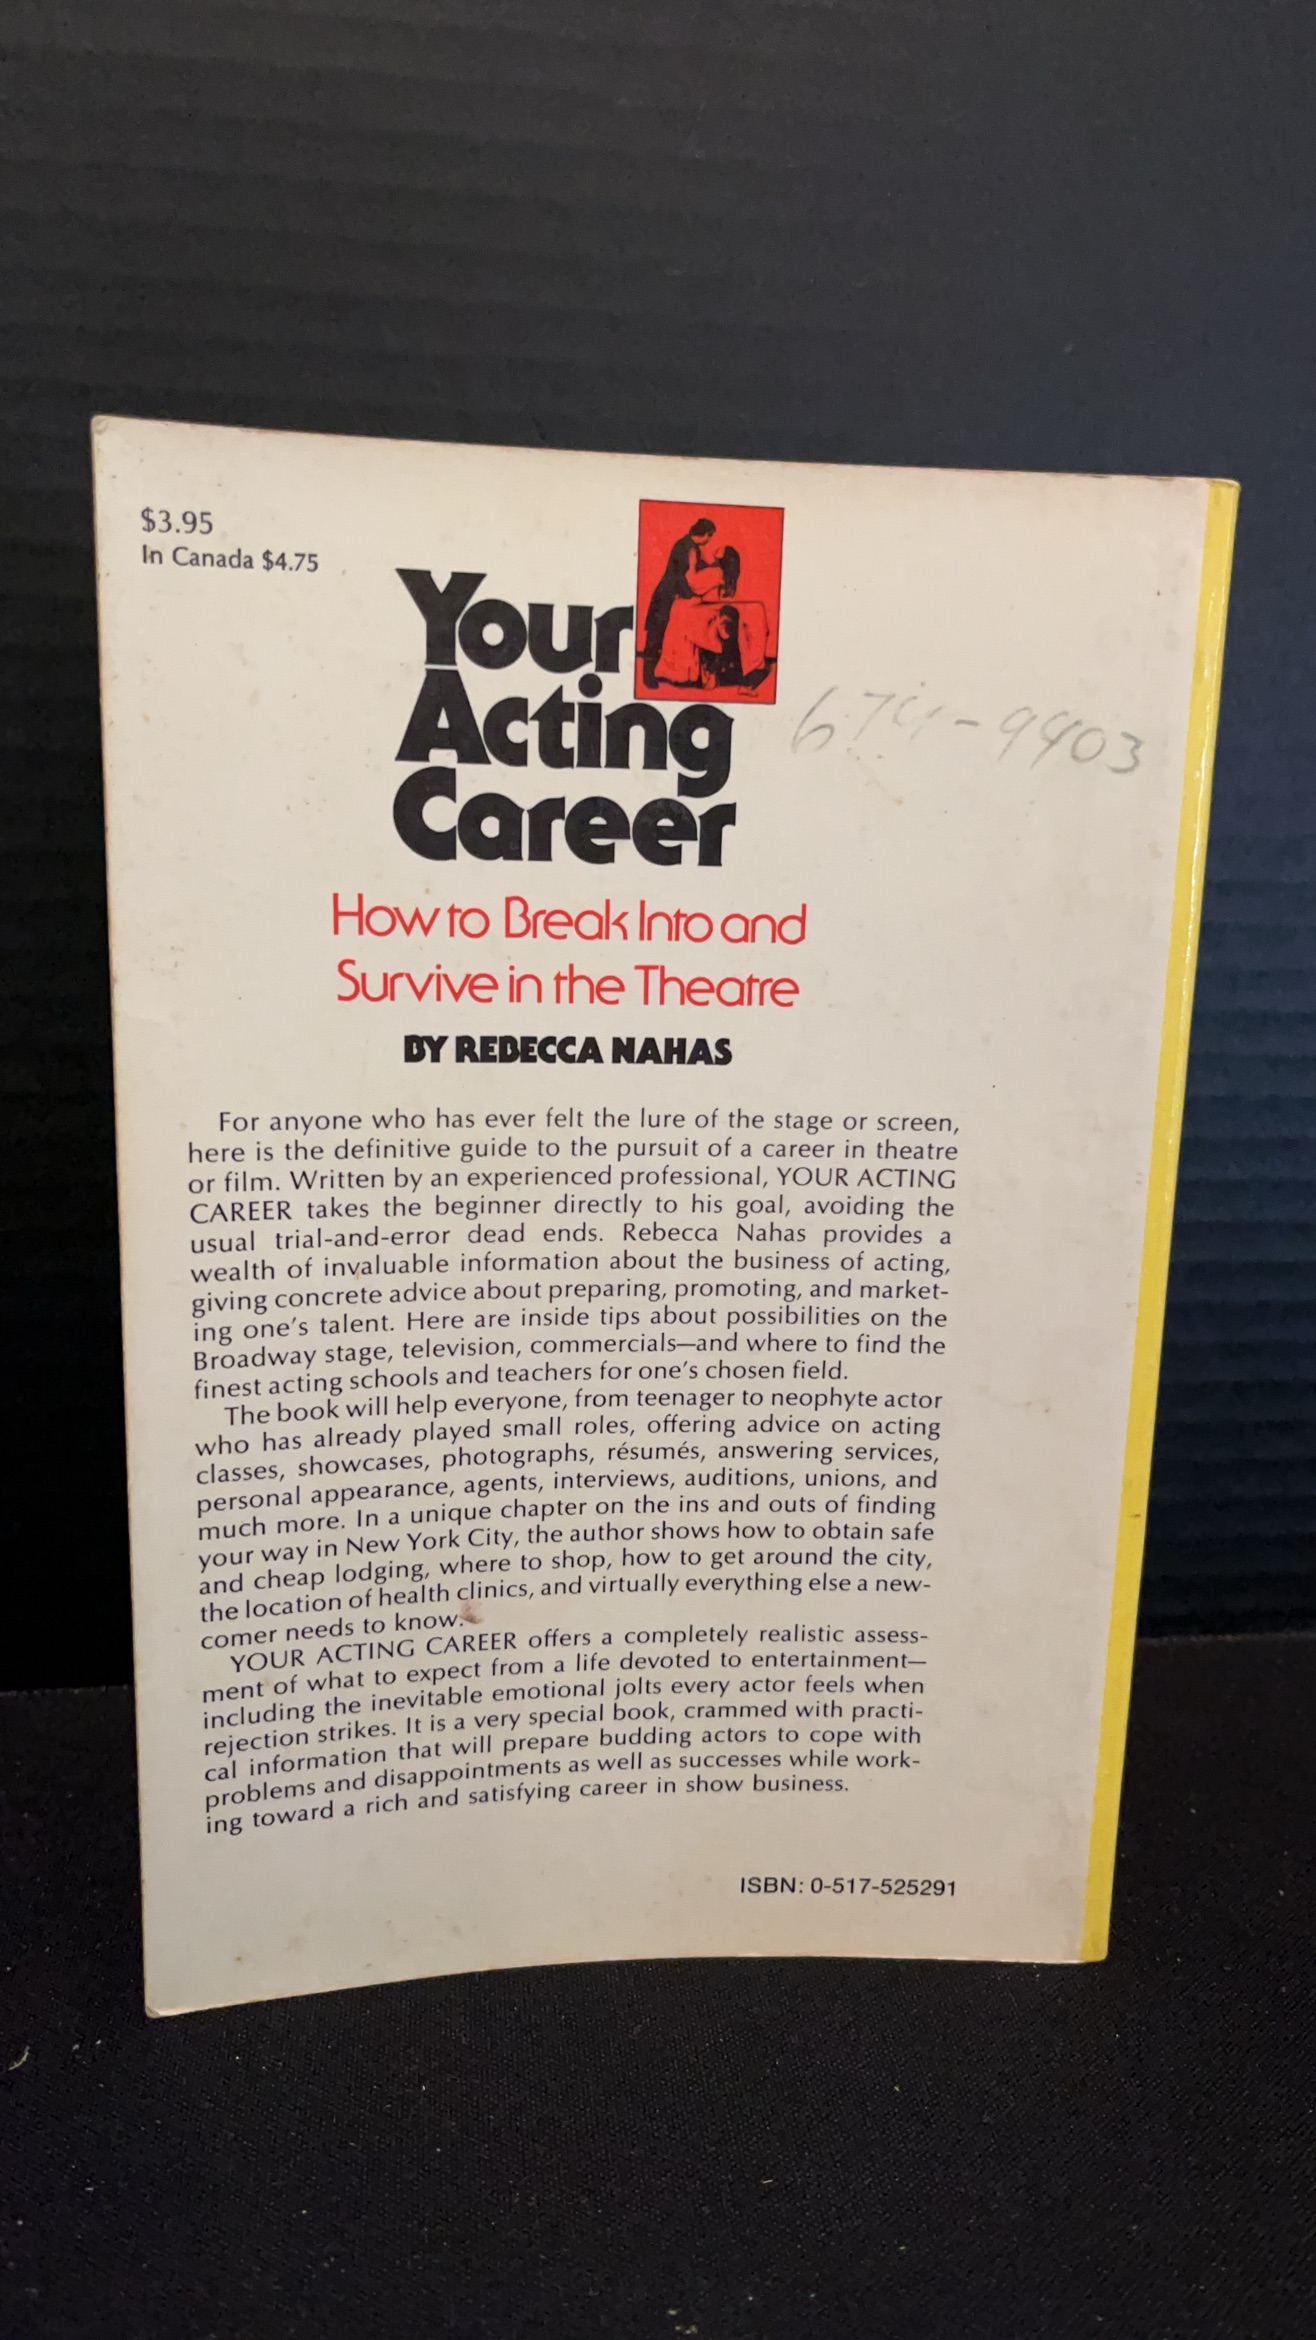 $3.95
In Canada $4.75
Your
Acting
Career
-9903
How to Break Into and
Survive in the Theatre
BY REBECCA NAHAS
For anyone who has ever felt the lure of the stage or screen,
here is the definitive guide to the pursuit of a career in theatre
or film. Written by an experienced professional, YOUR ACTING
CAREER takes the beginner directly to his goal, avoiding the
usual trial-and-error dead ends. Rebecca Nahas provides a
wealth of invaluable information about the business of acting,
giving concrete advice about preparing, promoting, and market-
ing one's talent. Here are inside tips about possibilities on the
Broadway stage, television, commercials—and where to find the
finest acting schools and teachers for one's chosen field.
The book will help everyone, from teenager to neophyte actor
who has already played small roles, offering advice on acting
classes, showcases, photographs, résumés, answering services,
personal appearance, agents, interviews, auditions, unions, and
much more. In a unique chapter on the ins and outs of finding
your way in New York City, the author shows how to obtain safe
and cheap lodging, where to shop, how to get around the city,
the location of health clinics, and virtually everything else a new-
comer needs to know.
YOUR ACTING CAREER offers a completely realistic assess-
ment of what to expect from a life devoted to entertainment—
including the inevitable emotional jolts every actor feels when
rejection strikes. It is a very special book, crammed with practi-
cal information that will prepare budding actors to cope with
problems and disappointments as well as successes while work-
ing toward a rich and satisfying career in show business.
ISBN: 0-517-525291